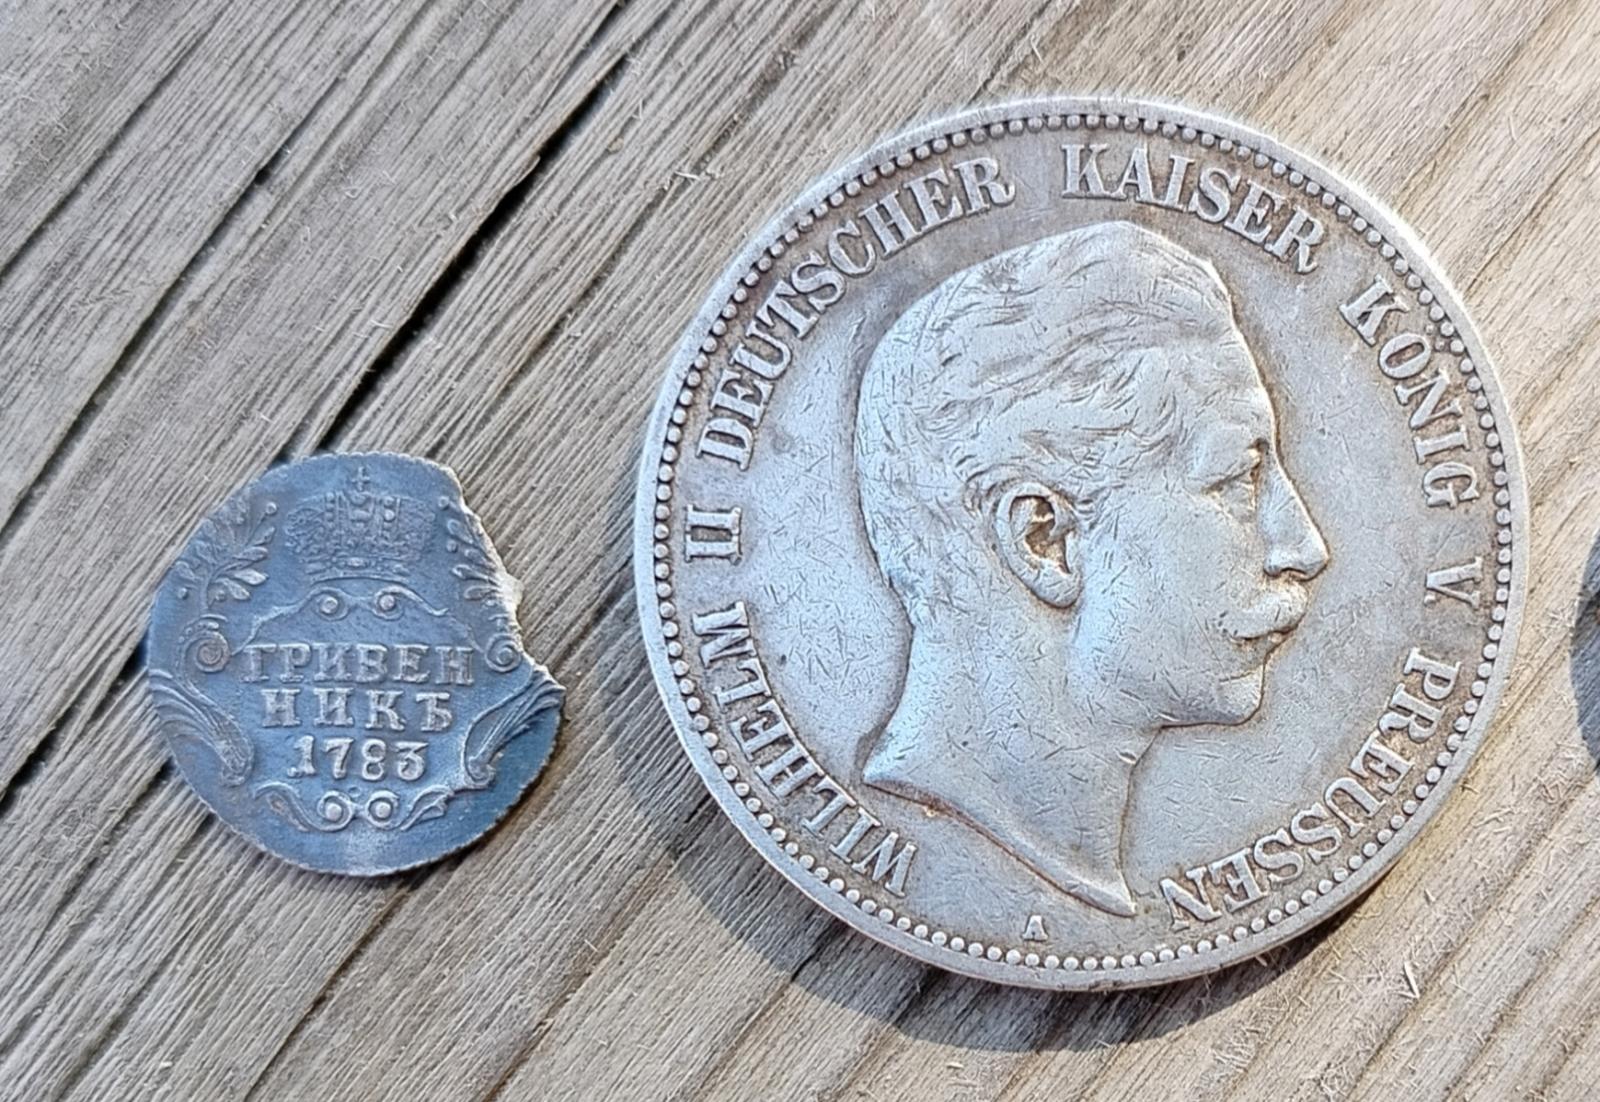 ГРИВЕН
НИКЪ
1783
WILHELM II DEUTSCHER KAISER KÖNIG V. PREUSSEN
A